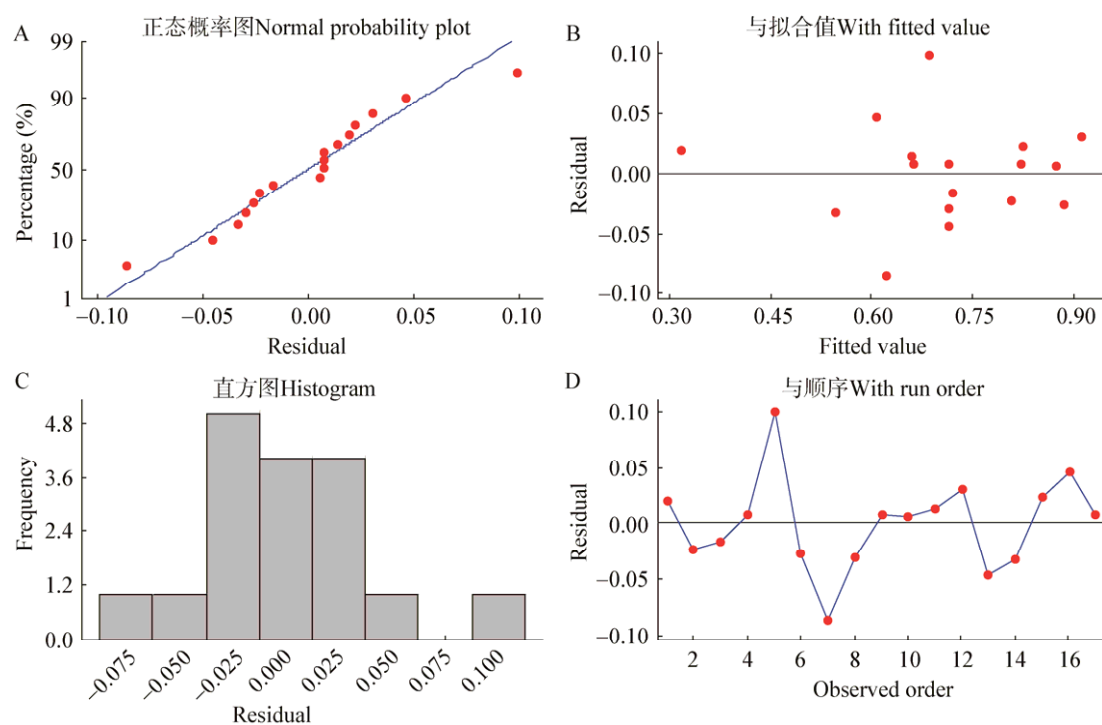 A
正态概率图Normal probability plot
Percentage (%)
99
90
50
10
1
–0.10
–0.05
0.00
0.05
0.10
Residual
B
与拟合值With fitted value
Residual
0.10
0.05
0.00
–0.05
–0.10
0.30
0.45
0.60
0.75
0.90
Fitted value
C
直方图Histogram
Frequency
4.8
3.6
2.4
1.2
0.0
–0.075
–0.050
–0.025
0.000
0.025
0.050
0.075
0.100
Residual
D
与顺序With run order
Residual
0.10
0.05
0.00
–0.05
–0.10
2
4
6
8
10
12
14
16
Observed order